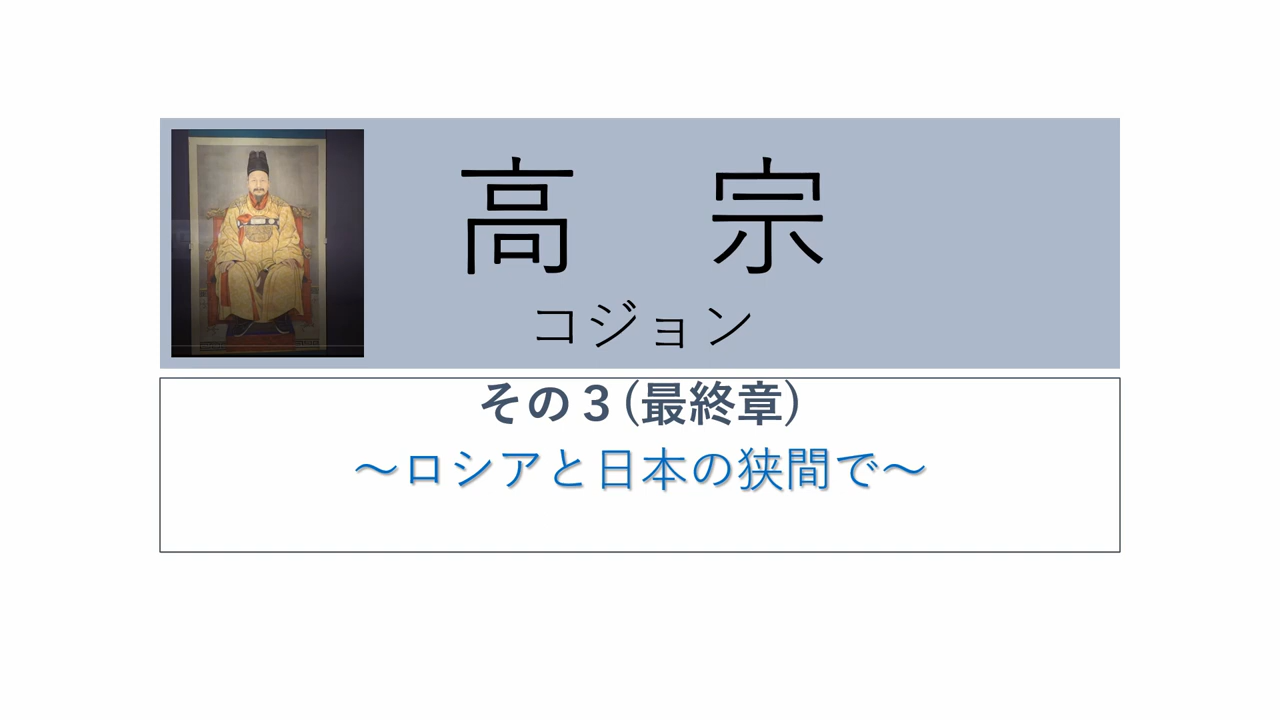 高　宗
コジョン
その３(最終章)
～ロシアと日本の狭間で～